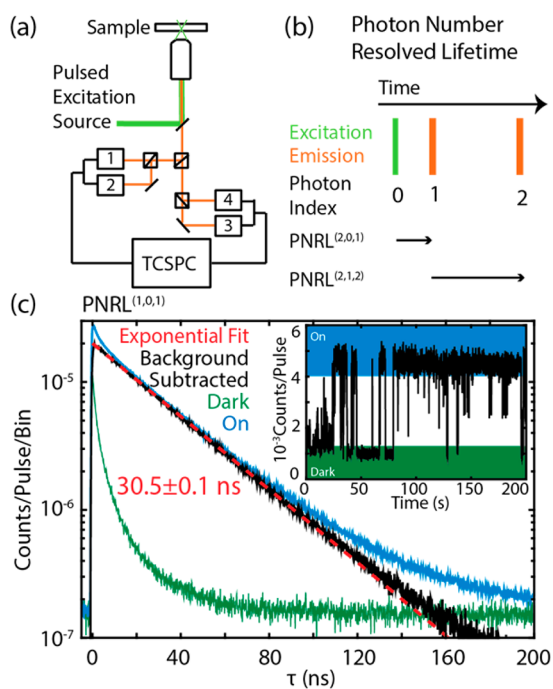 (a)
Sample
Pulsed
Excitation
Source
1
2
4
3
TCSPC
(b)
Photon Number
Resolved Lifetime
Time
Excitation
Emission
Photon
Index
0
1
2
PNRL(2,0,1)
PNRL(2,1,2)
(c)
PNRL(1,0,1)
Exponential Fit
Background
Subtracted
Dark
On
30.5±0.1 ns
Counts/Pulse/Bin
10-5
10-6
10-7
0
40
80
120
160
200
τ (ns)
On
Dark
10-3Counts/Pulse
6
4
2
0
0
50
100
150
200
Time (s)